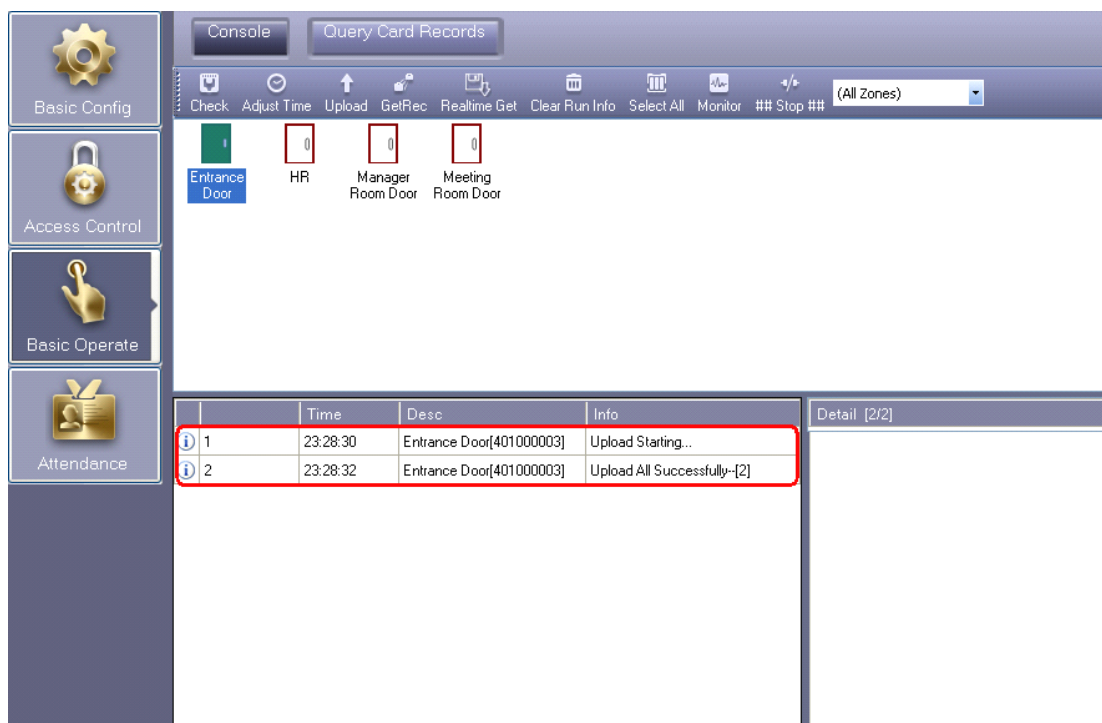 Console Query Card Records
Basic Config
Check Adjust Time Upload GetRec Realtime Get Clear Run Info Select All Monitor ## Stop ## (All Zones)
Entrance Door
HR
Manager Room Door
Meeting Room Door
Access Control
Basic Operate
Attendance
Time Desc Info
1 23:28:30 Entrance Door[401000003] Upload Starting...
2 23:28:32 Entrance Door[401000003] Upload All Successfully--[2]
Detail [2/2]